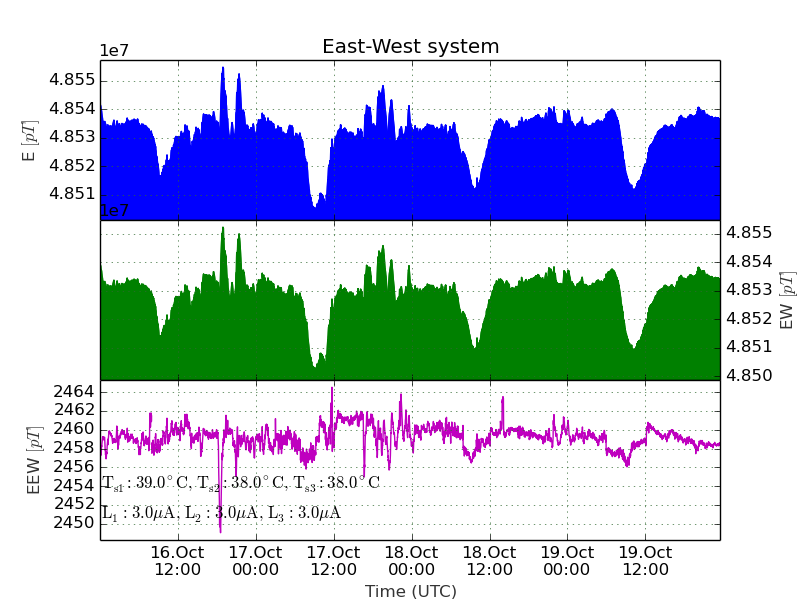 East-West system
1e7
4.855
4.854
4.853
4.852
4.851
E [pT]
1e7
4.855
4.854
4.853
4.852
4.851
4.850
EW [pT]
2464
2462
2460
2458
2456
2454
2452
2450
EEW [pT]
T_s1 : 39.0°C, T_s2 : 38.0°C, T_s3 : 38.0°C
L_1 : 3.0μA, L_2 : 3.0μA, L_3 : 3.0μA
16.Oct 17.Oct 17.Oct 18.Oct 18.Oct 19.Oct 19.Oct
12:00 00:00 12:00 00:00 12:00 00:00 12:00
Time (UTC)